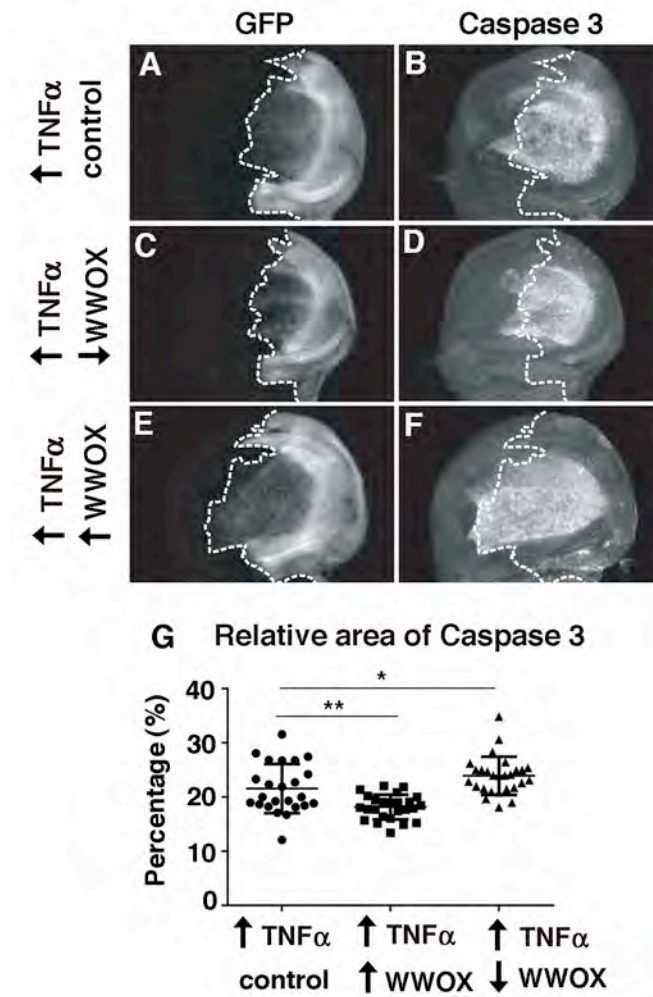 GFP Caspase 3
↑ TNFα
control
A
B
↑ TNFα
↓ WWOX
C
D
↑ TNFα
↑ WWOX
E
F
G Relative area of Caspase 3
Percentage (%)
40
30
20
10
0
*
**
↑ TNFα ↑ TNFα ↑ TNFα
control ↑ WWOX ↓ WWOX